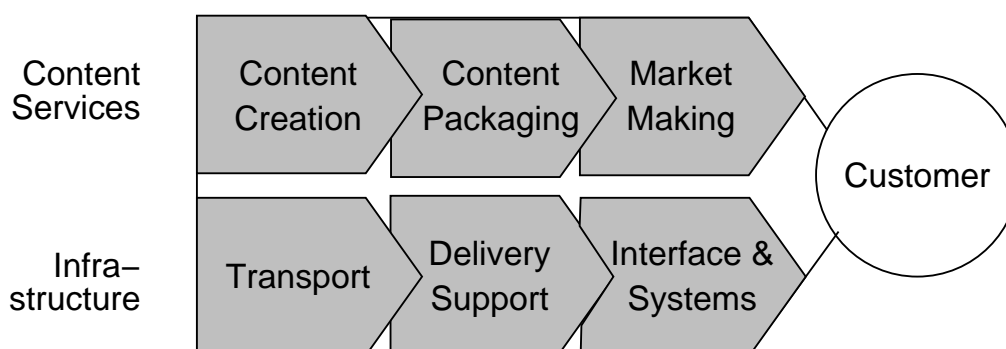 Content
Services
Content
Creation
Content
Packaging
Market
Making
Customer
Infra–
structure
Transport
Delivery
Support
Interface &
Systems